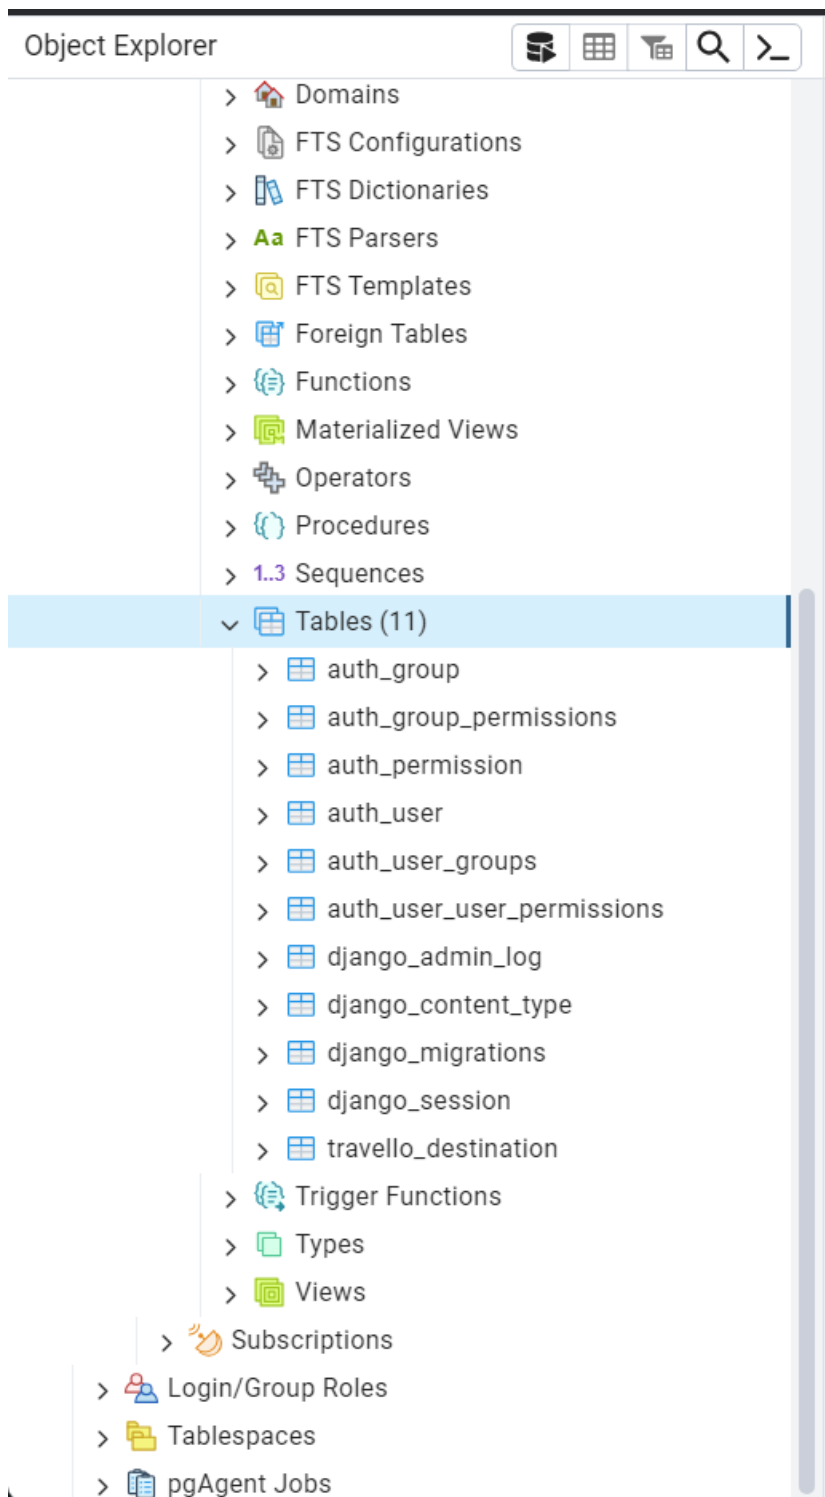 Object Explorer
Domains
FTS Configurations
FTS Dictionaries
Aa FTS Parsers
FTS Templates
Foreign Tables
Functions
Materialized Views
Operators
Procedures
1..3 Sequences
Tables (11)
auth_group
auth_group_permissions
auth_permission
auth_user
auth_user_groups
auth_user_user_permissions
django_admin_log
django_content_type
django_migrations
django_session
travello_destination
Trigger Functions
Types
Views
Subscriptions
Login/Group Roles
Tablespaces
pgAgent Jobs